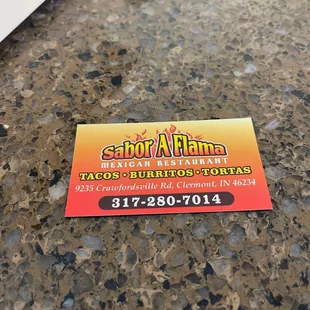 Sabor A Flama
MEXICAN RESTAURANT
TACOS • BURRITOS • TORTAS
9235 Crawfordsville Rd, Clermont, IN 46234
317-280-7014